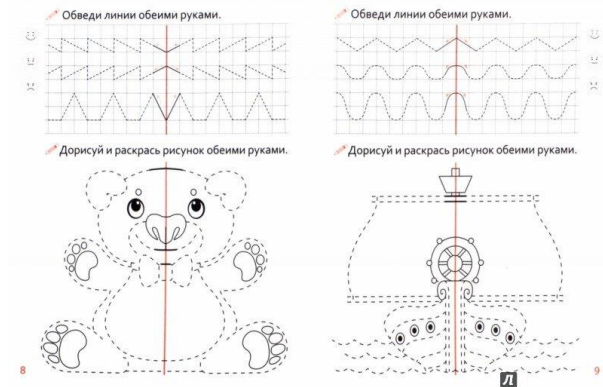 Обведи линии обеими руками.
Дорисуй и раскрась рисунок обеими руками.
8
Обведи линии обеими руками.
Дорисуй и раскрась рисунок обеими руками.
9
Л